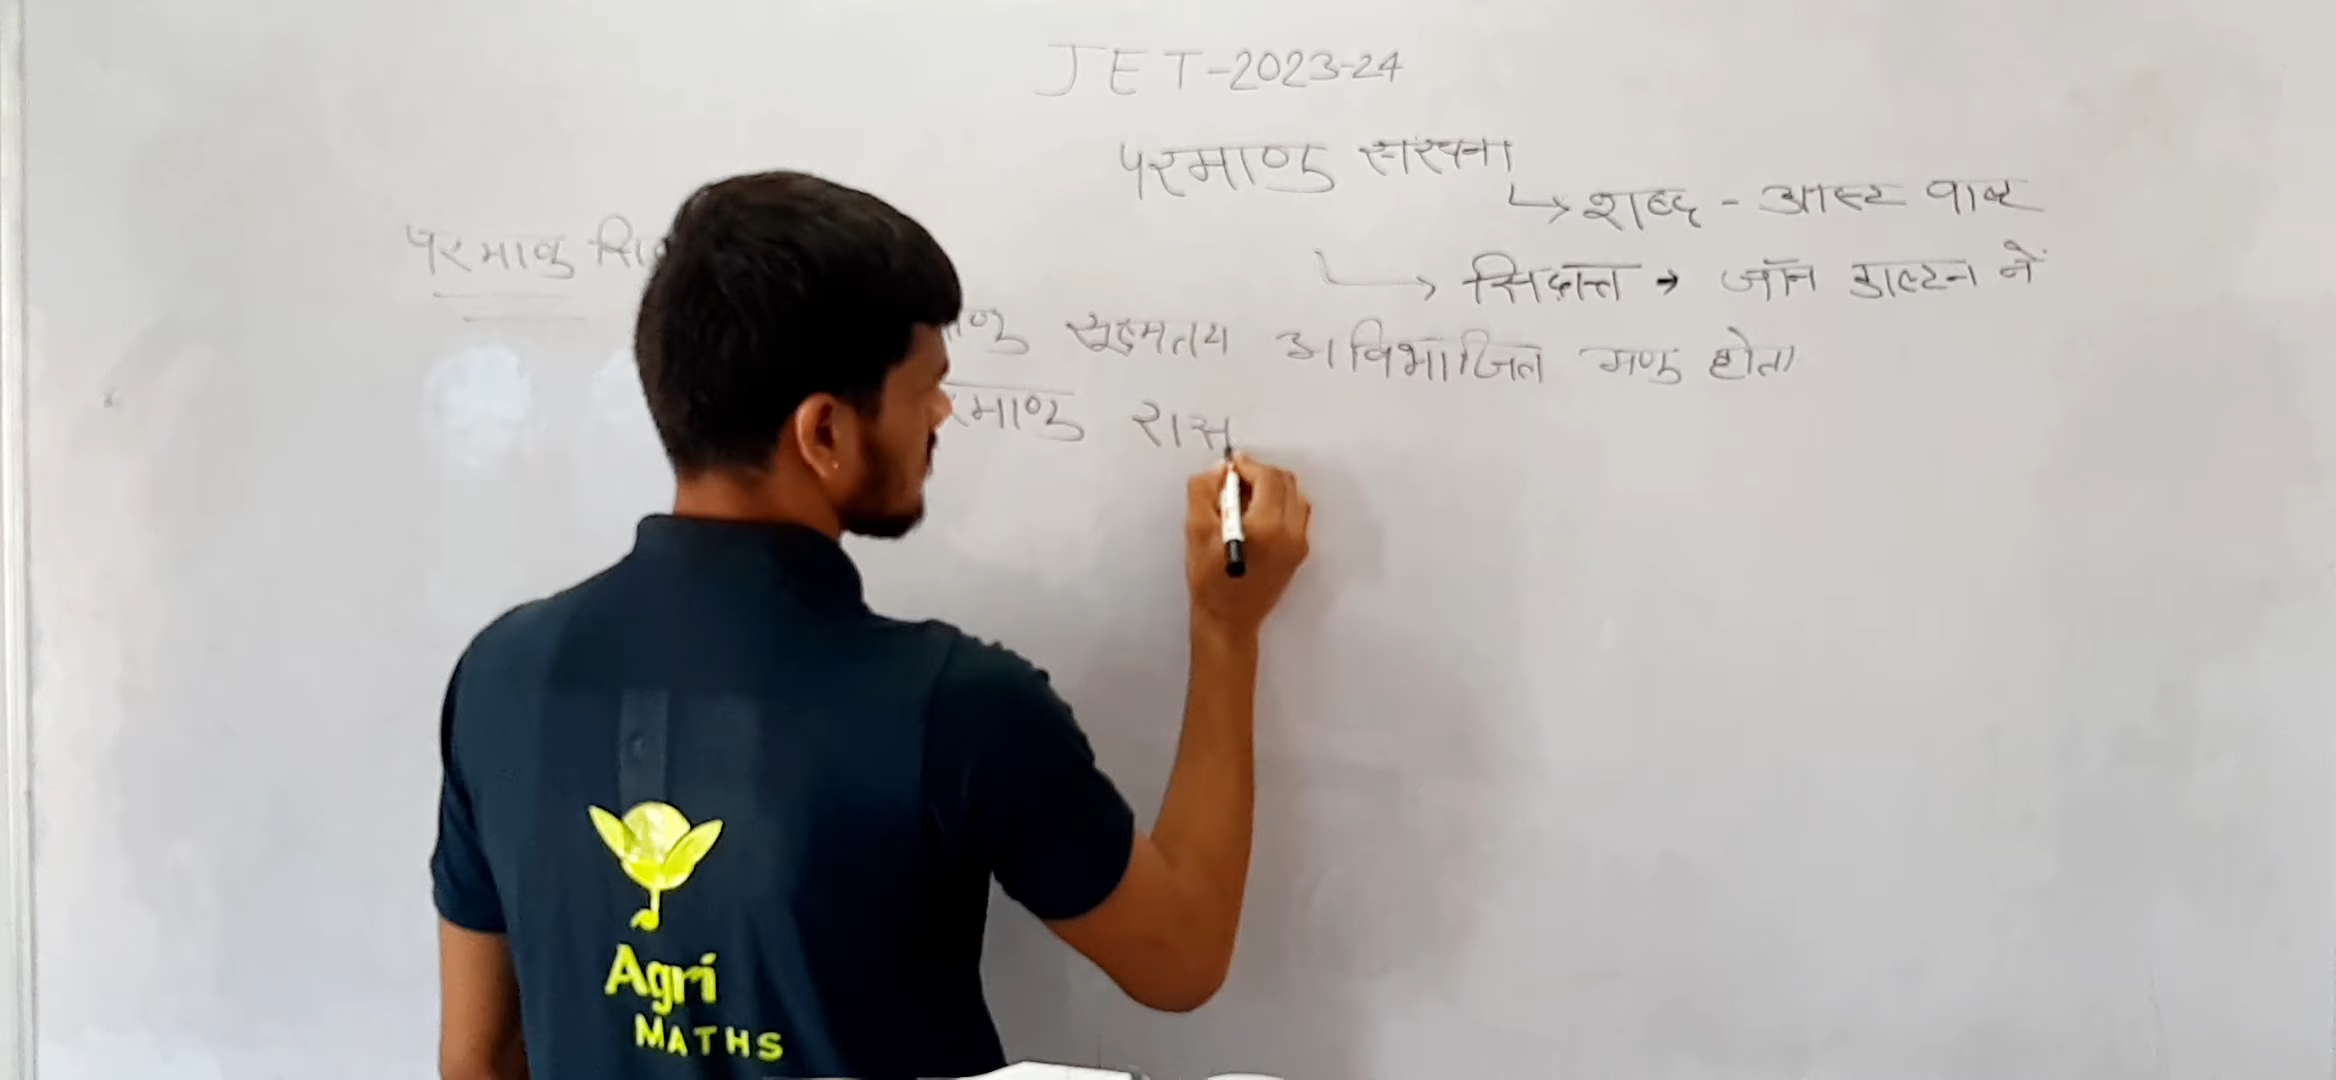 JET-2023-24
परमाणु संरचना
↳ शब्द - आस्ट वाल्ड
परमाणु सि
↳ सिद्धान्त → जॉन डाल्टन ने
सूक्ष्मतम अविभाजित कण होता
रमाणु रास
Agri
MATHS